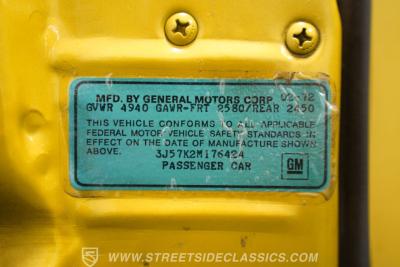 MFD. BY GENERAL MOTORS CORP 02-72
GVWR 4940 GAWR-FRT 2580/REAR 2450
THIS VEHICLE CONFORMS TO ALL APPLICABLE
FEDERAL MOTOR VEHICLE SAFETY STANDARDS IN
EFFECT ON THE DATE OF MANUFACTURE SHOWN
ABOVE.
3J57K2M176424
PASSENGER CAR
GM
WWW.STREETSIDECLASSICS.COM